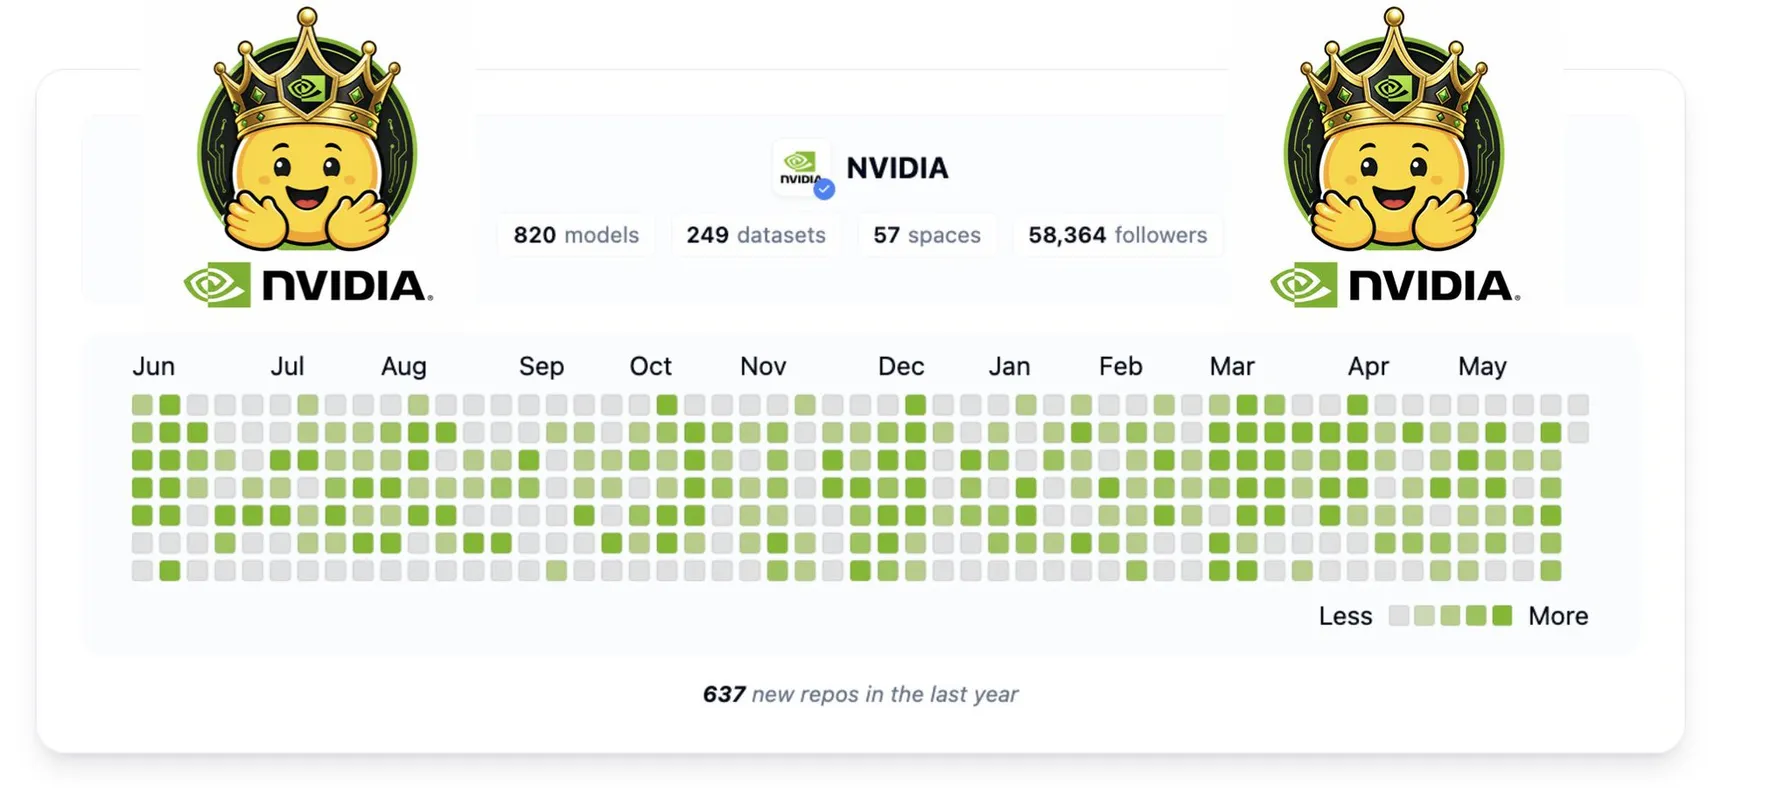 NVIDIA
NVIDIA
820 models 249 datasets 57 spaces 58,364 followers
NVIDIA.
NVIDIA.
Jun Jul Aug Sep Oct Nov Dec Jan Feb Mar Apr May
Less More
637 new repos in the last year